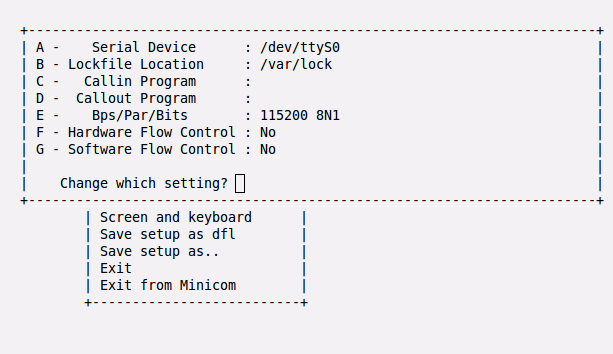 A -    Serial Device      : /dev/ttyS0
B - Lockfile Location     : /var/lock
C -   Callin Program      :
D -  Callout Program      :
E -    Bps/Par/Bits       : 115200 8N1
F - Hardware Flow Control : No
G - Software Flow Control : No
Change which setting?
Screen and keyboard
Save setup as dfl
Save setup as..
Exit
Exit from Minicom